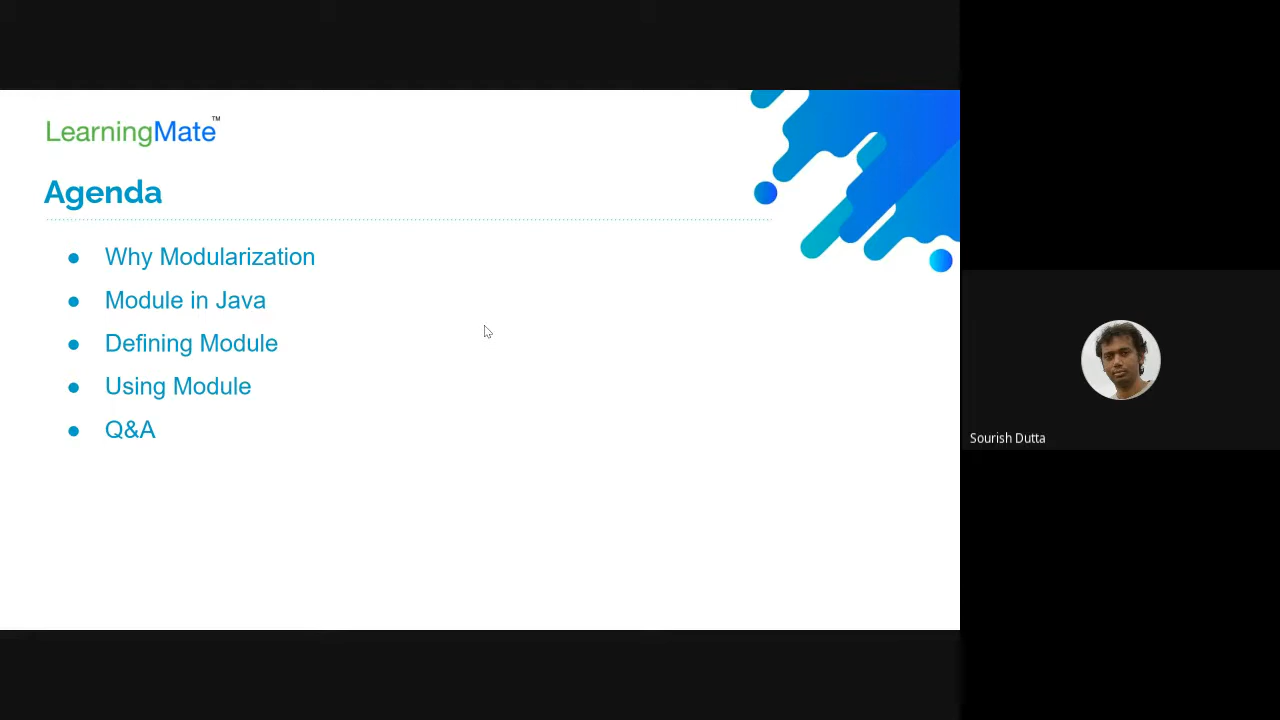 LearningMate™
Agenda
● Why Modularization
● Module in Java
● Defining Module
● Using Module
● Q&A
Sourish Dutta